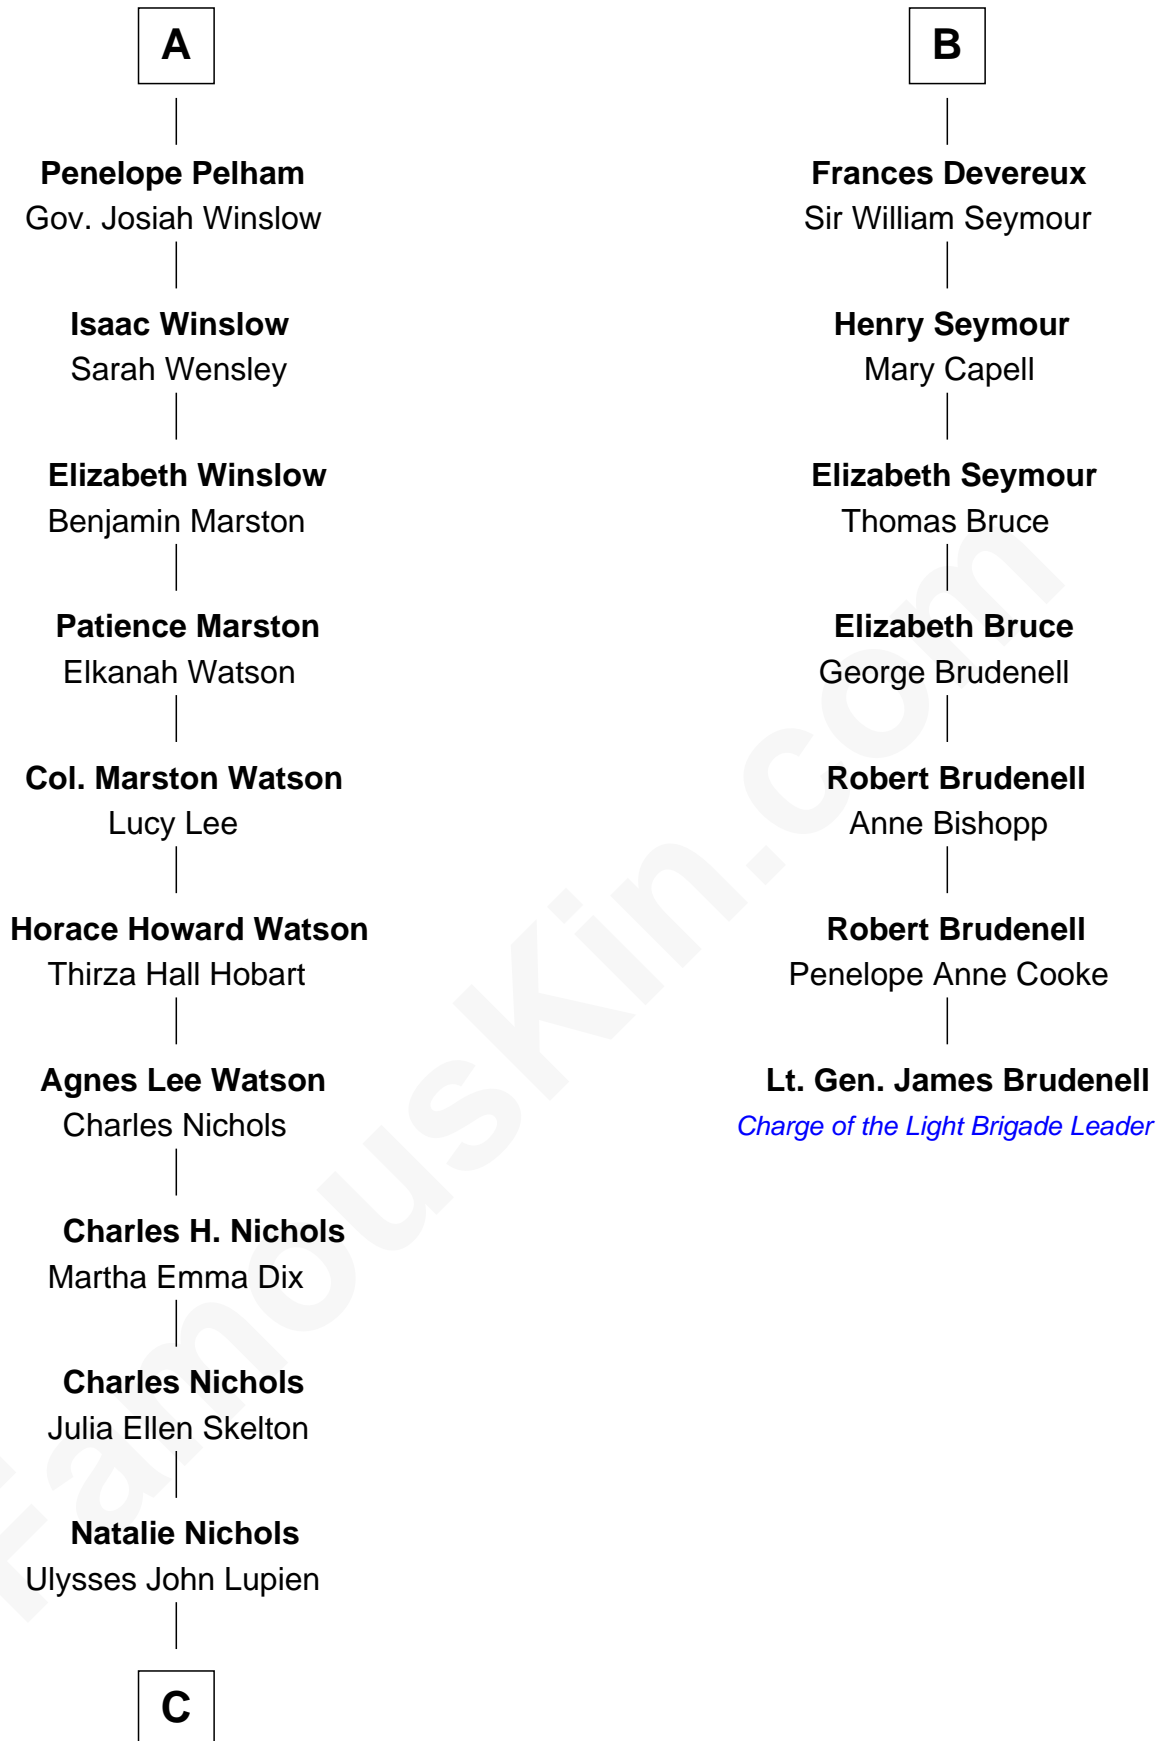 A
Penelope Pelham
Gov. Josiah Winslow
Isaac Winslow
Sarah Wensley
Elizabeth Winslow
Benjamin Marston
Patience Marston
Elkanah Watson
Col. Marston Watson
Lucy Lee
Horace Howard Watson
Thirza Hall Hobart
Agnes Lee Watson
Charles Nichols
Charles H. Nichols
Martha Emma Dix
Charles Nichols
Julia Ellen Skelton
Natalie Nichols
Ulysses John Lupien
C
B
Frances Devereux
Sir William Seymour
Henry Seymour
Mary Capell
Elizabeth Seymour
Thomas Bruce
Elizabeth Bruce
George Brudenell
Robert Brudenell
Anne Bishopp
Robert Brudenell
Penelope Anne Cooke
Lt. Gen. James Brudenell
Charge of the Light Brigade Leader
FamousKin.com